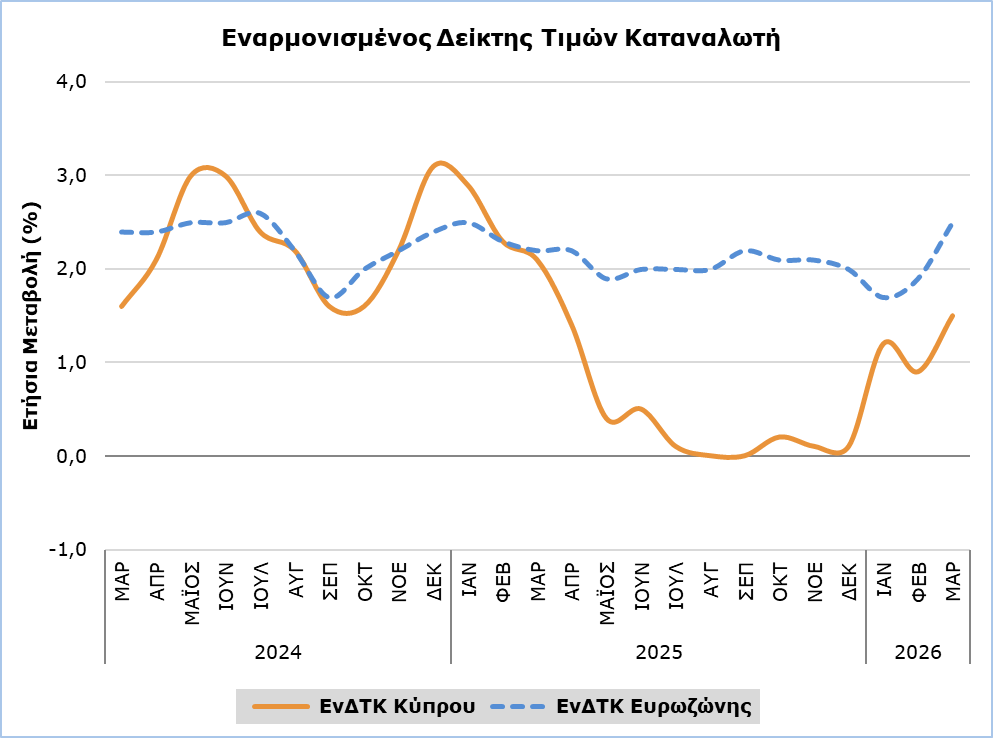 Εναρμονισμένος Δείκτης Τιμών Καταναλωτή
Ετήσια Μεταβολή (%)
4,0
3,0
2,0
1,0
0,0
-1,0
ΜΑΡ ΑΠΡ ΜΑΪΟΣ ΙΟΥΝ ΙΟΥΛ ΑΥΓ ΣΕΠ ΟΚΤ ΝΟΕ ΔΕΚ ΙΑΝ ΦΕΒ ΜΑΡ ΑΠΡ ΜΑΪΟΣ ΙΟΥΝ ΙΟΥΛ ΑΥΓ ΣΕΠ ΟΚΤ ΝΟΕ ΔΕΚ ΙΑΝ ΦΕΒ ΜΑΡ
2024 2025 2026
ΕνΔΤΚ Κύπρου ΕνΔΤΚ Ευρωζώνης